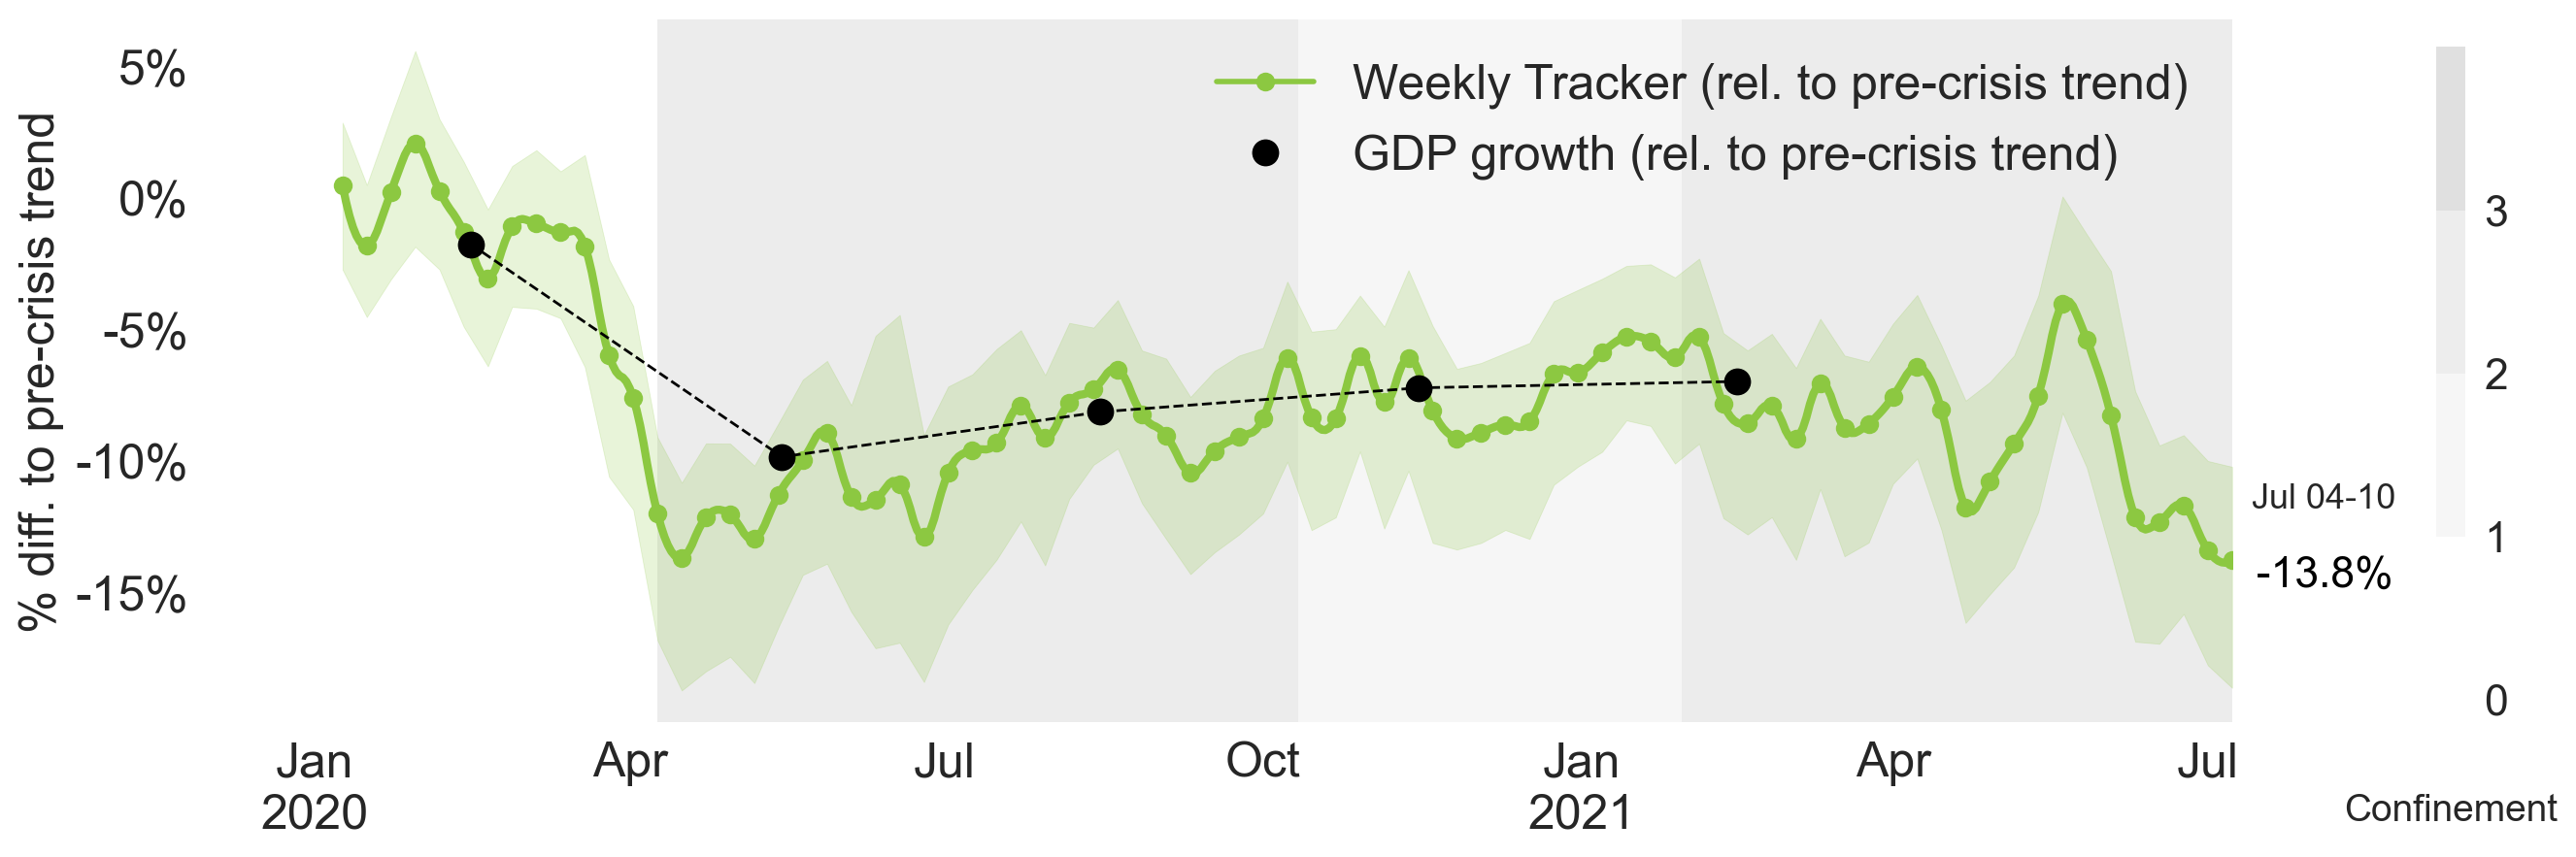 % diff. to pre-crisis trend
5%
0%
-5%
-10%
-15%
Weekly Tracker (rel. to pre-crisis trend)
GDP growth (rel. to pre-crisis trend)
Jul 04-10
-13.8%
3
2
1
0
Jan Apr Jul Oct Jan Apr Jul
2020 2021
Confinement